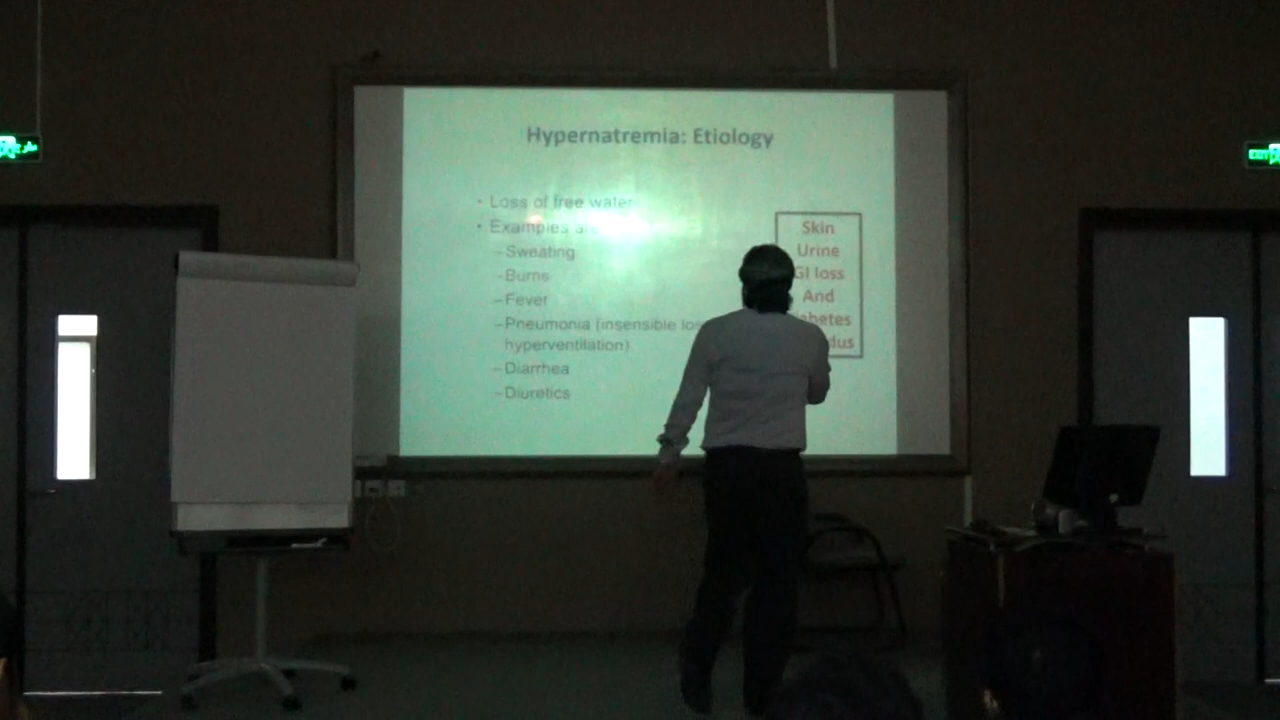 Hypernatremia: Etiology
• Loss of free water
• Examples
–Sweating
–Burns
–Fever
–Pneumonia (insensible
hyperventilation)
–Diarrhea
–Diuretics
Skin
Urine
GI loss
And
EXIT